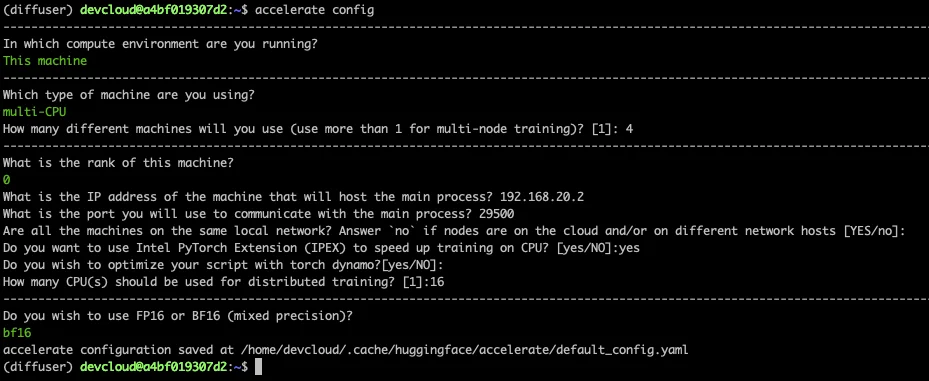 (diffuser) devcloud@a4bf019307d2:~$ accelerate config
In which compute environment are you running?
This machine
Which type of machine are you using?
multi-CPU
How many different machines will you use (use more than 1 for multi-node training)? [1]: 4
What is the rank of this machine?
0
What is the IP address of the machine that will host the main process? 192.168.20.2
What is the port you will use to communicate with the main process? 29500
Are all the machines on the same local network? Answer `no` if nodes are on the cloud and/or on different network hosts [YES/no]:
Do you want to use Intel PyTorch Extension (IPEX) to speed up training on CPU? [yes/NO]:yes
Do you wish to optimize your script with torch dynamo?[yes/NO]:
How many CPU(s) should be used for distributed training? [1]:16
Do you wish to use FP16 or BF16 (mixed precision)?
bf16
accelerate configuration saved at /home/devcloud/.cache/huggingface/accelerate/default_config.yaml
(diffuser) devcloud@a4bf019307d2:~$